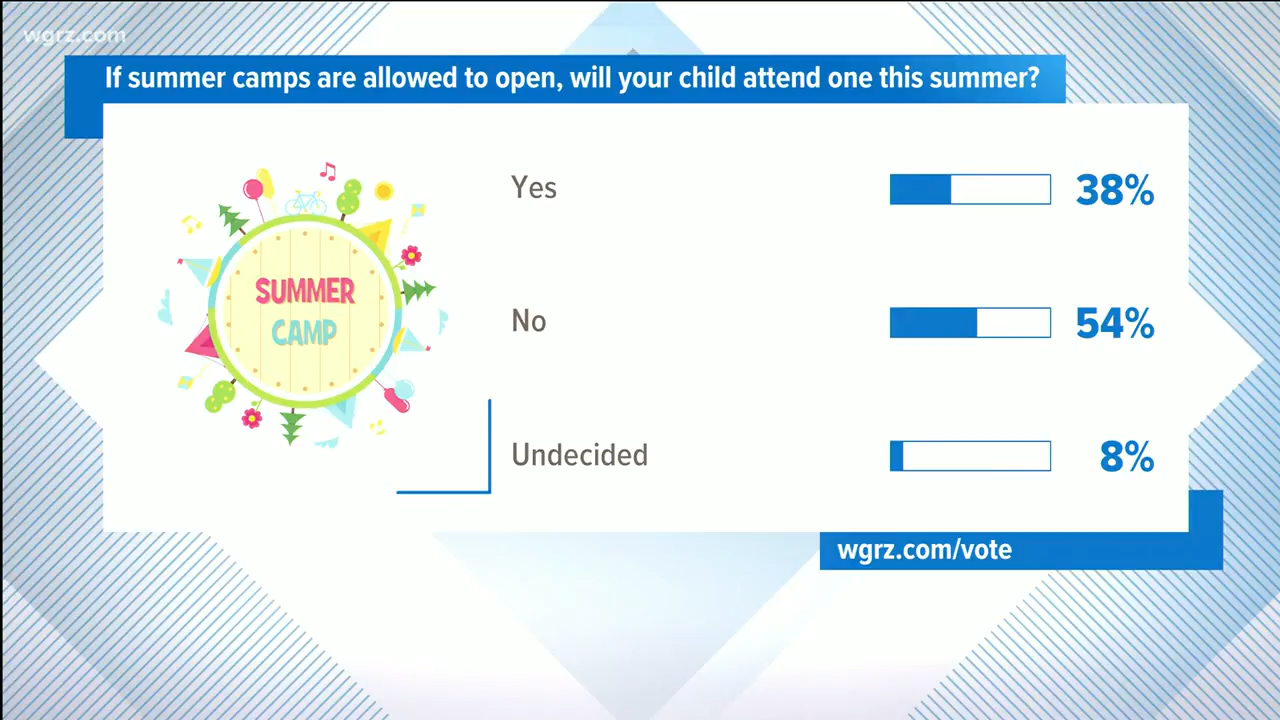 wgrz.com
If summer camps are allowed to open, will your child attend one this summer?
SUMMER
CAMP
Yes 38%
No 54%
Undecided 8%
wgrz.com/vote